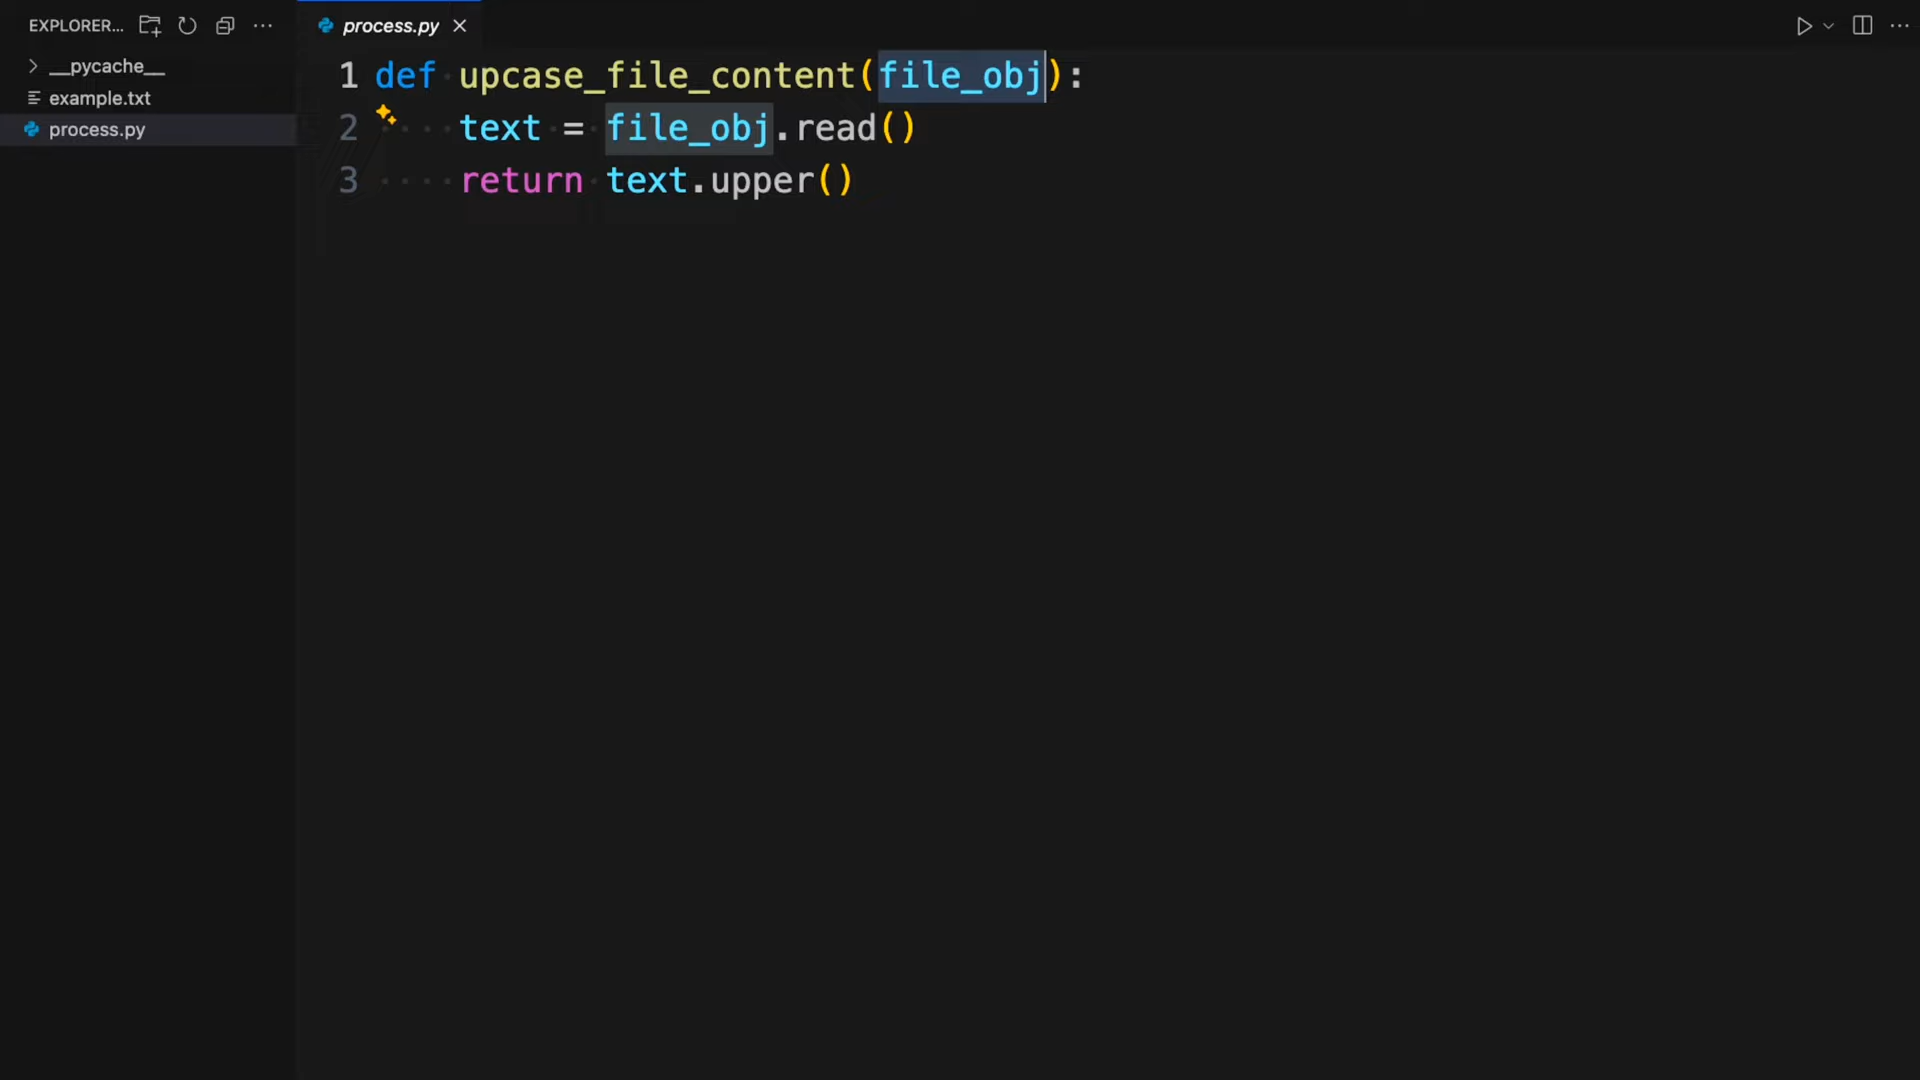 EXPLORER...
__pycache__
example.txt
process.py
process.py
1 def upcase_file_content(file_obj):
2     text = file_obj.read()
3     return text.upper()